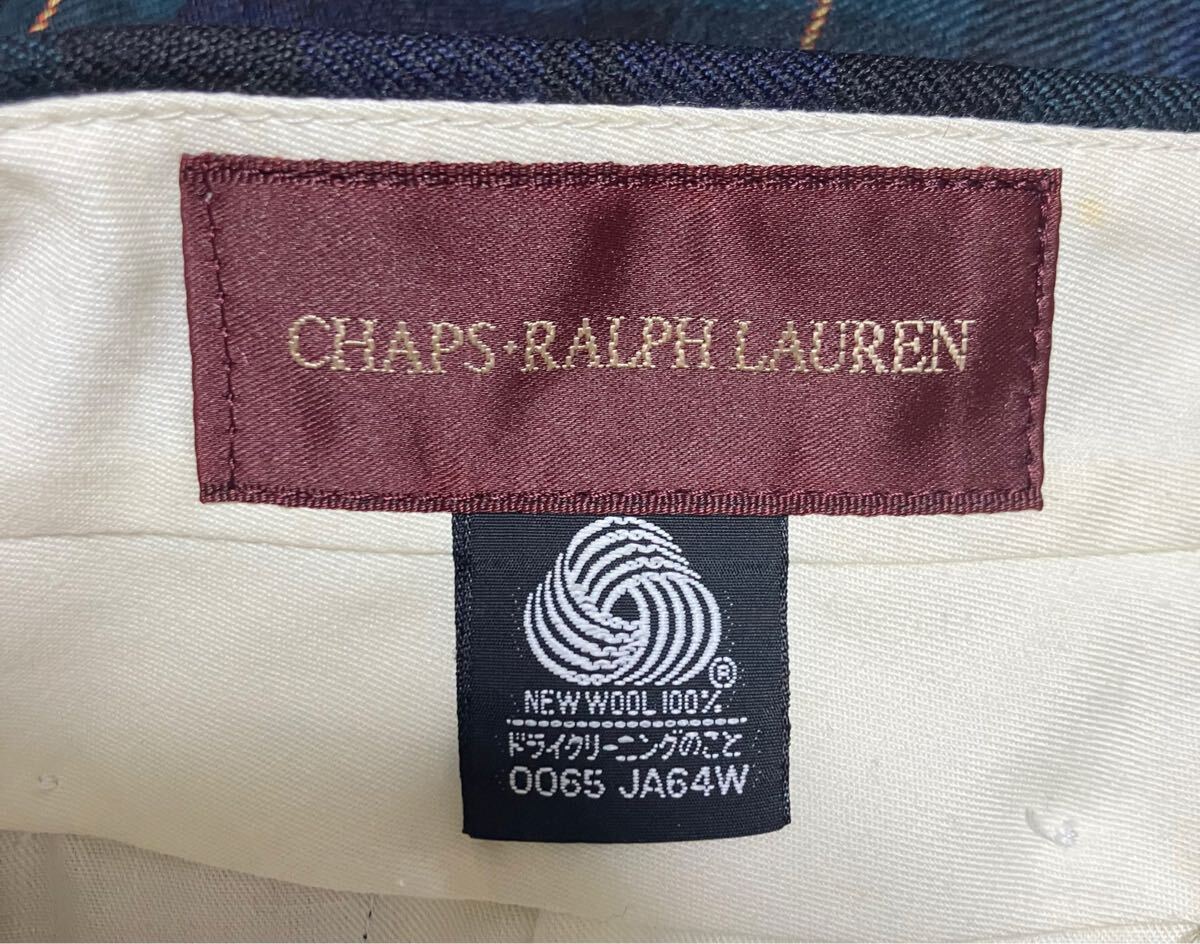 CHAPS・RALPH LAUREN
®
NEW WOOL 100%
ドライクリーニングのこと
0065 JA64W